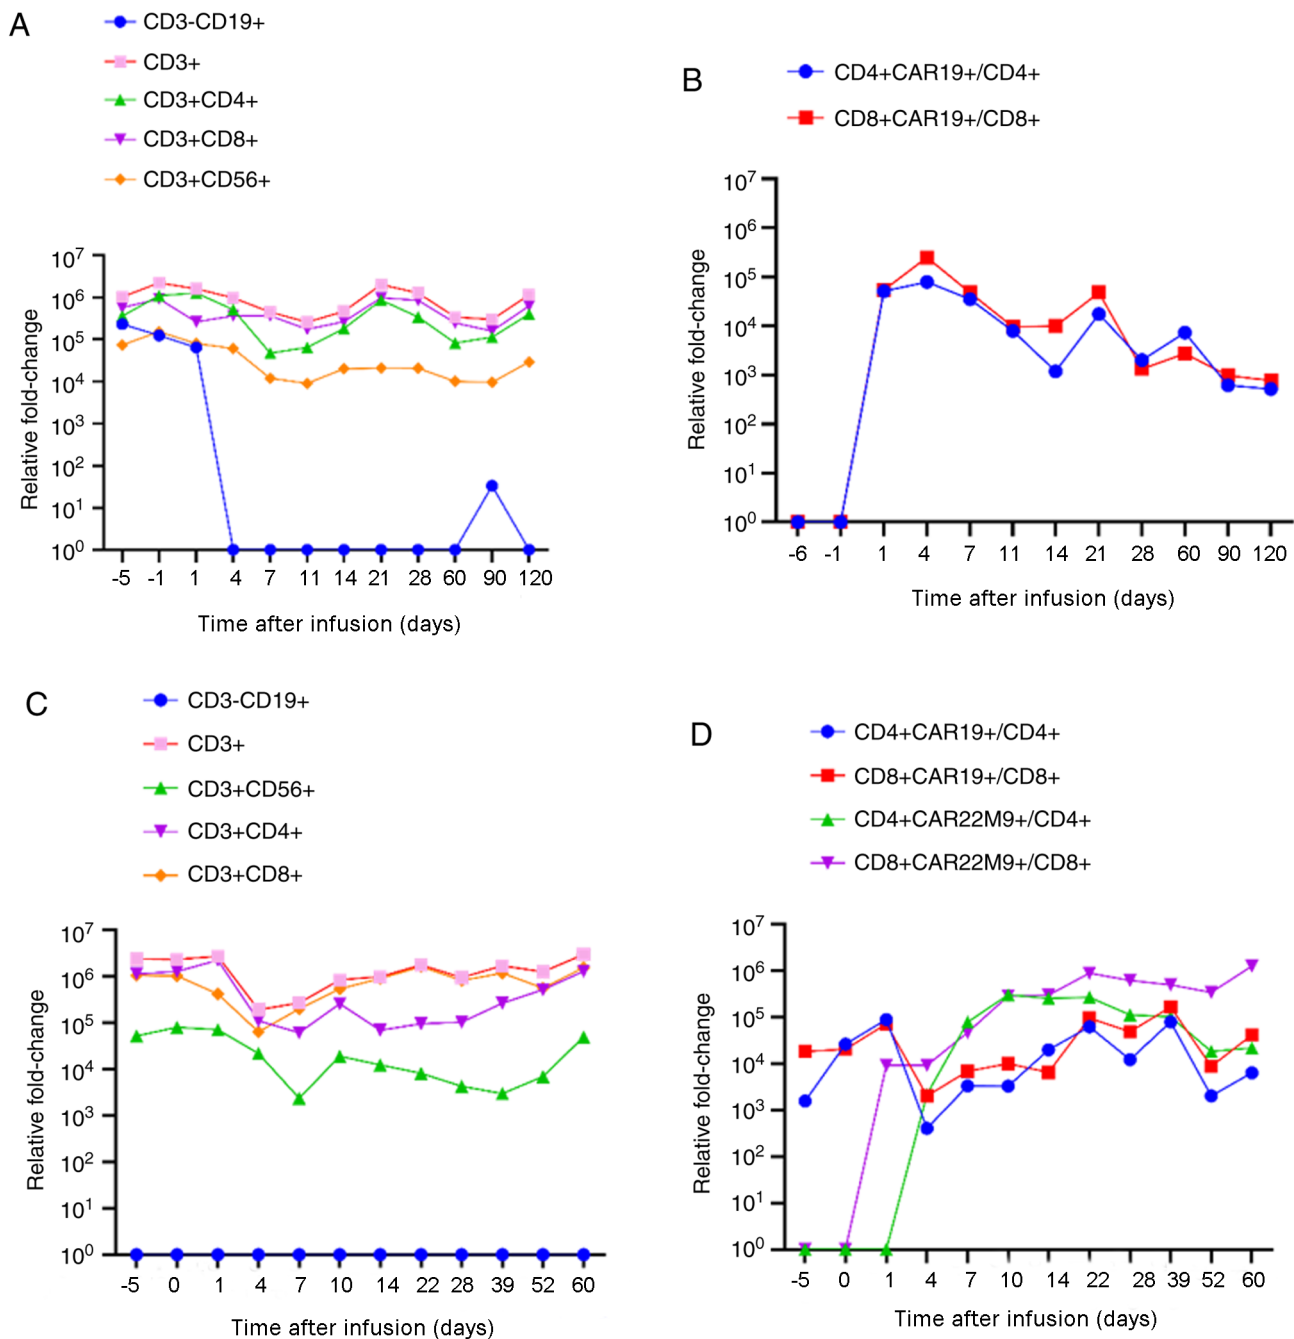 A
CD3-CD19+
CD3+
CD3+CD4+
CD3+CD8+
CD3+CD56+
Relative fold-change
10⁷
10⁶
10⁵
10⁴
10³
10²
10¹
10⁰
-5 -1 1 4 7 11 14 21 28 60 90 120
Time after infusion (days)
B
CD4+CAR19+/CD4+
CD8+CAR19+/CD8+
Relative fold-change
10⁷
10⁶
10⁵
10⁴
10³
10²
10¹
10⁰
-6 -1 1 4 7 11 14 21 28 60 90 120
Time after infusion (days)
C
CD3-CD19+
CD3+
CD3+CD56+
CD3+CD4+
CD3+CD8+
Relative fold-change
10⁷
10⁶
10⁵
10⁴
10³
10²
10¹
10⁰
-5 0 1 4 7 10 14 22 28 39 52 60
Time after infusion (days)
D
CD4+CAR19+/CD4+
CD8+CAR19+/CD8+
CD4+CAR22M9+/CD4+
CD8+CAR22M9+/CD8+
Relative fold-change
10⁷
10⁶
10⁵
10⁴
10³
10²
10¹
10⁰
-5 0 1 4 7 10 14 22 28 39 52 60
Time after infusion (days)